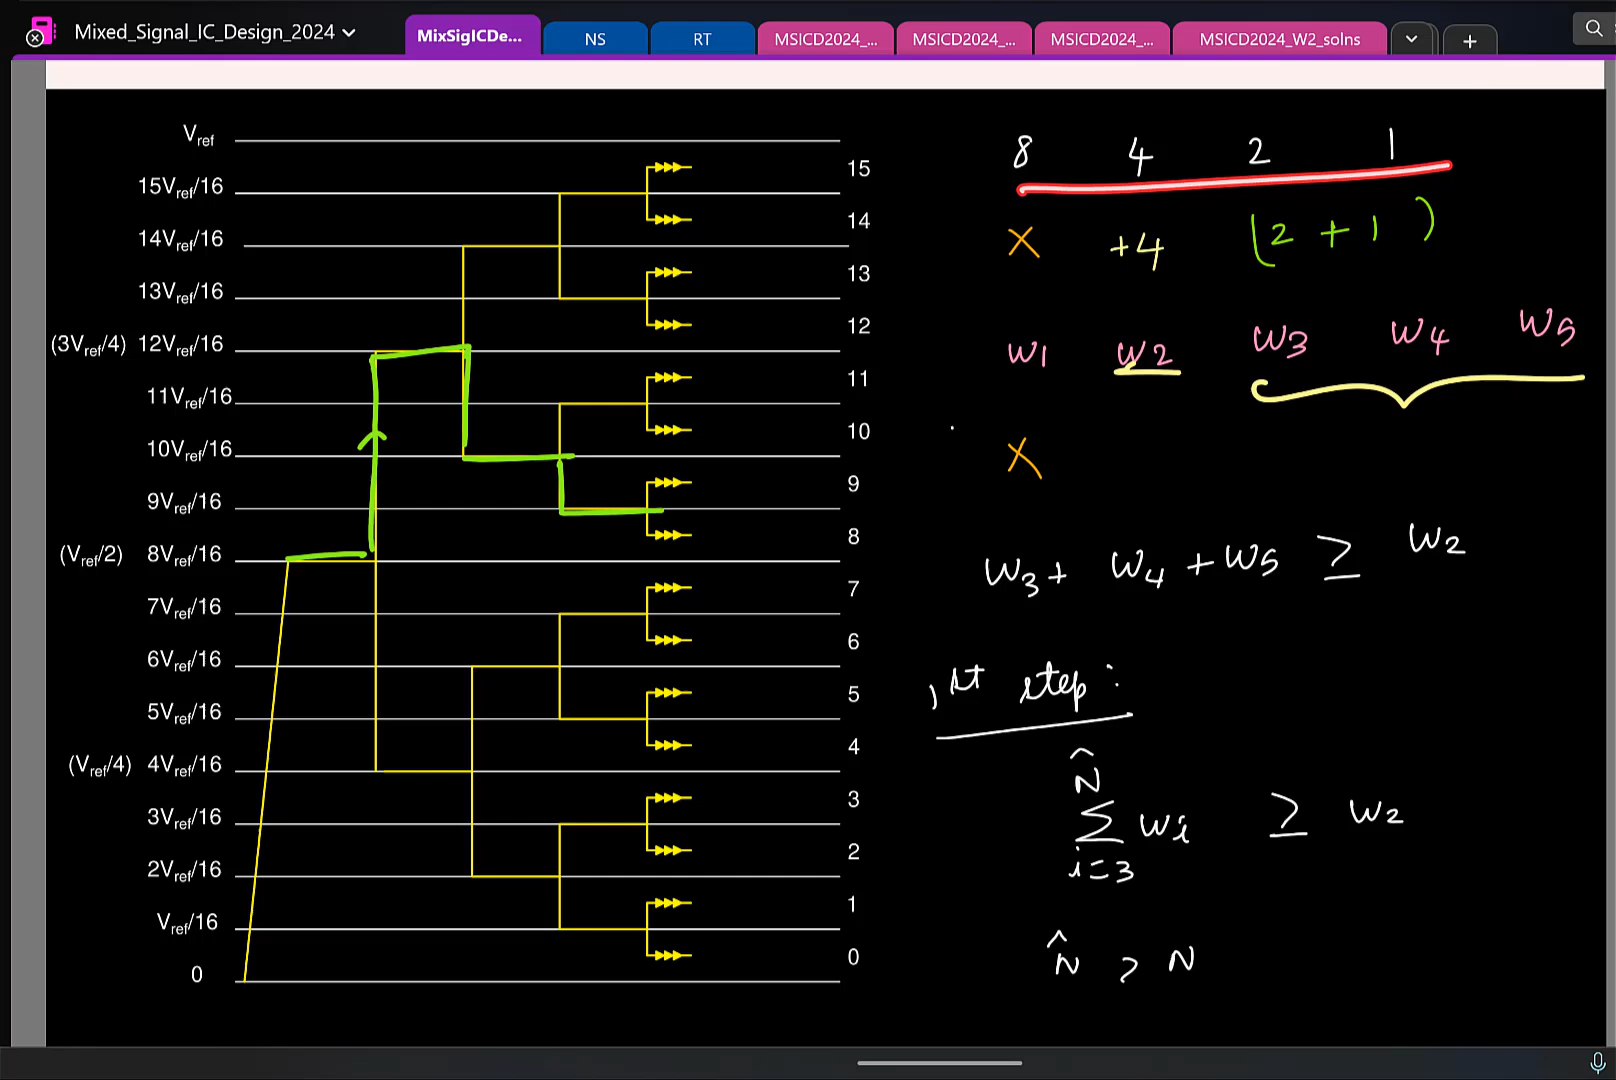 Mixed_Signal_IC_Design_2024
MixSigICDe...
NS
RT
MSICD2024_...
MSICD2024_...
MSICD2024_...
MSICD2024_W2_solns
Vref
15Vref/16
14Vref/16
13Vref/16
(3Vref/4) 12Vref/16
11Vref/16
10Vref/16
9Vref/16
(Vref/2) 8Vref/16
7Vref/16
6Vref/16
5Vref/16
(Vref/4) 4Vref/16
3Vref/16
2Vref/16
Vref/16
0
15
14
13
12
11
10
9
8
7
6
5
4
3
2
1
0
8 4 2 1
X +4 (2 + 1)
W1 W2 W3 W4 W5
X
W3 + W4 + W5 ≥ W2
1st step:
N̂
∑ Wi ≥ W2
i=3
N̂ > N